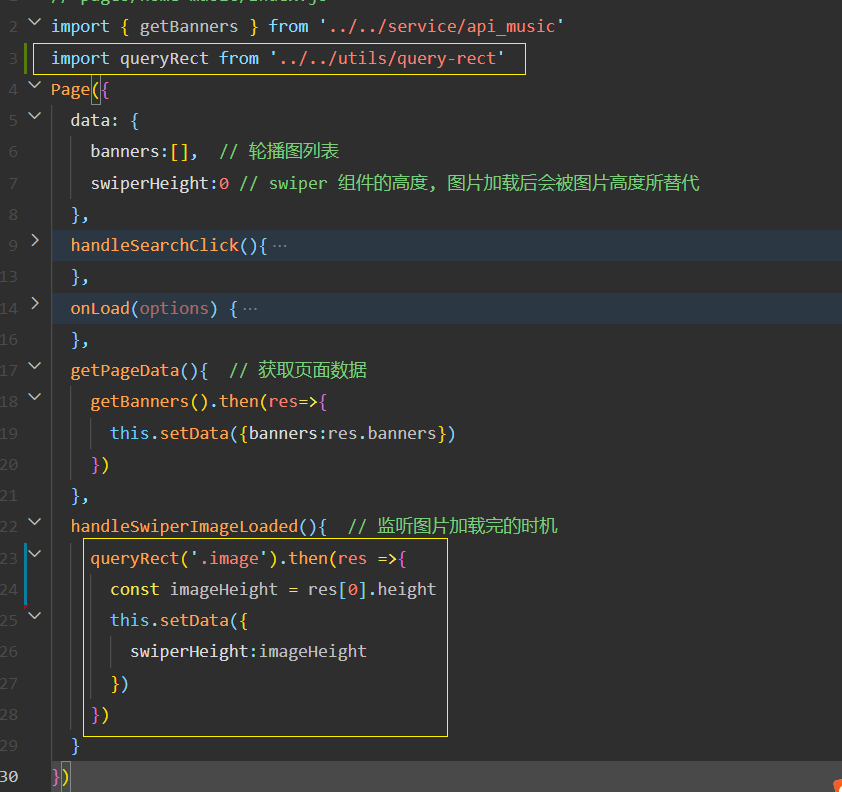 // pages/home-music/index.js
2 import { getBanners } from '../../service/api_music'
3 import queryRect from '../../utils/query-rect'
4 Page({
5 data: {
6 banners:[], // 轮播图列表
7 swiperHeight:0 // swiper 组件的高度, 图片加载后会被图片高度所替代
8 },
9 handleSearchClick(){ ···
13 },
14 onLoad(options) { ···
16 },
17 getPageData(){ // 获取页面数据
18 getBanners().then(res=>{
19 this.setData({banners:res.banners})
20 })
21 },
22 handleSwiperImageLoaded(){ // 监听图片加载完的时机
23 queryRect('.image').then(res =>{
24 const imageHeight = res[0].height
25 this.setData({
26 swiperHeight:imageHeight
27 })
28 })
29 }
30 })